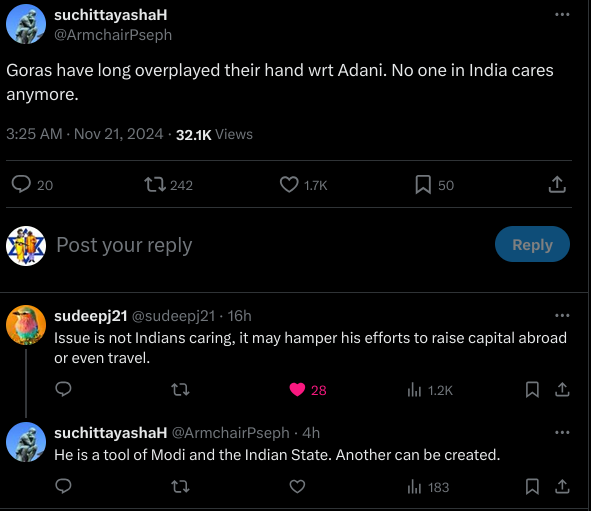 suchittayashaH
@ArmchairPseph
Goras have long overplayed their hand wrt Adani. No one in India cares
anymore.
3:25 AM · Nov 21, 2024 · 32.1K Views
20 242 1.7K 50
Post your reply Reply
sudeepj21 @sudeepj21 · 16h
Issue is not Indians caring, it may hamper his efforts to raise capital abroad
or even travel.
28 1.2K
suchittayashaH @ArmchairPseph · 4h
He is a tool of Modi and the Indian State. Another can be created.
183